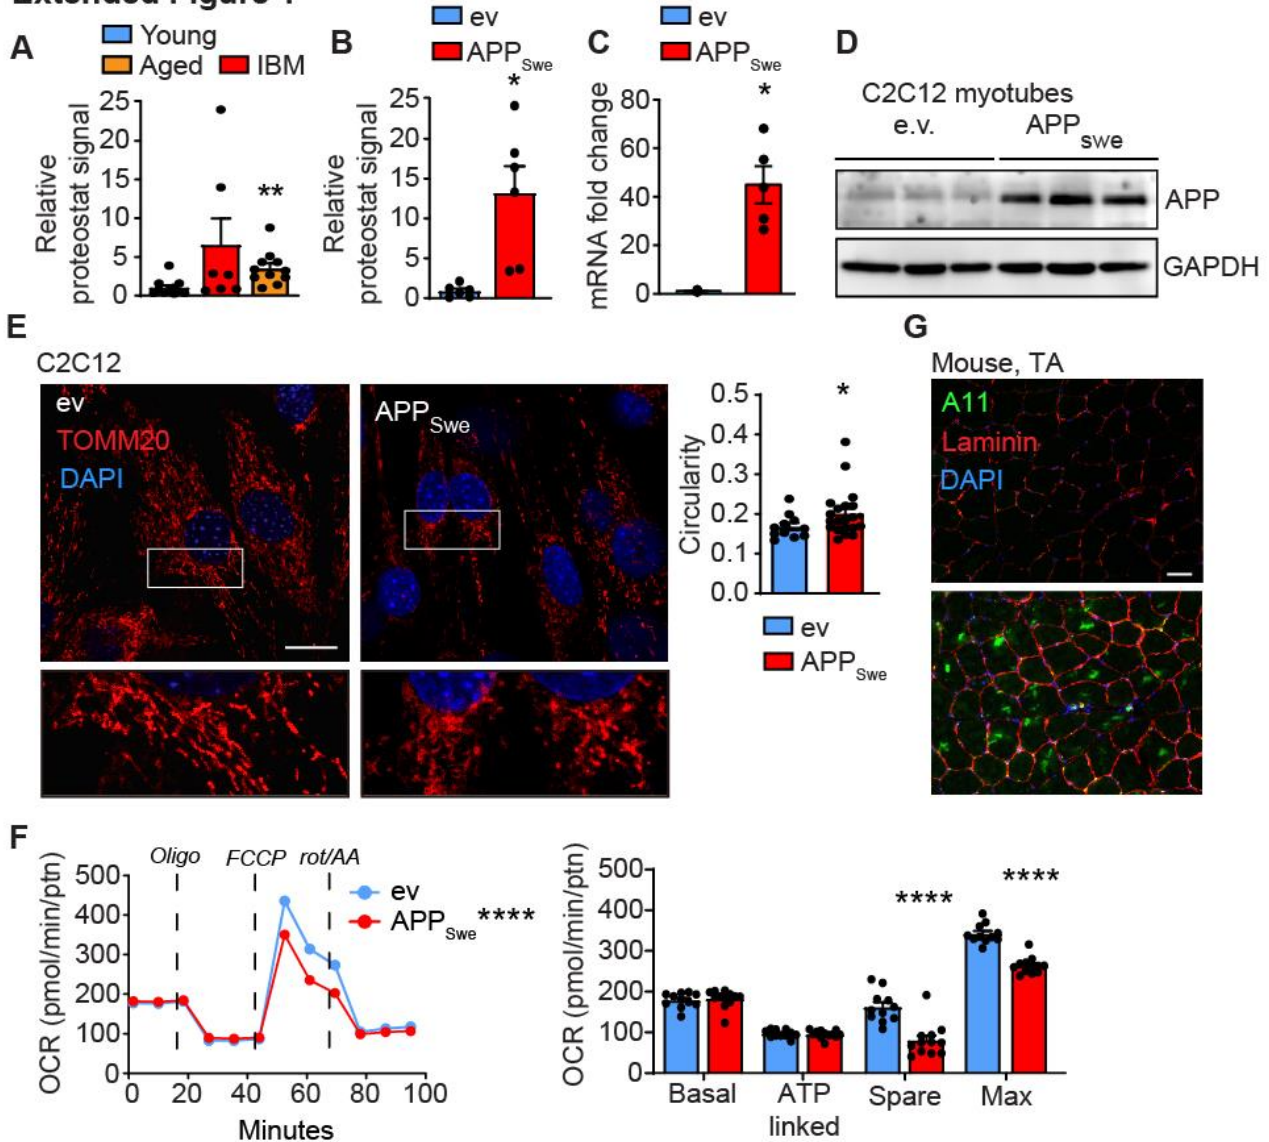 A
Young
Aged
IBM
Relative
proteostat signal
25
20
15
10
5
0
**
B
ev
APPSwe
Relative
proteostat signal
25
20
15
10
5
0
*
C
ev
APPSwe
mRNA fold change
80
60
40
20
0
*
D
C2C12 myotubes
e.v.
APPswe
APP
GAPDH
E
C2C12
ev
TOMM20
DAPI
APPSwe
Circularity
0.5
0.4
0.3
0.2
0.1
0.0
*
ev
APPSwe
G
Mouse, TA
A11
Laminin
DAPI
F
OCR (pmol/min/ptn)
500
400
300
200
100
0
Oligo
FCCP
rot/AA
ev
APPSwe ****
0 20 40 60 80 100
Minutes
OCR (pmol/min/ptn)
500
400
300
200
100
0
****
****
Basal
ATP
linked
Spare
Max